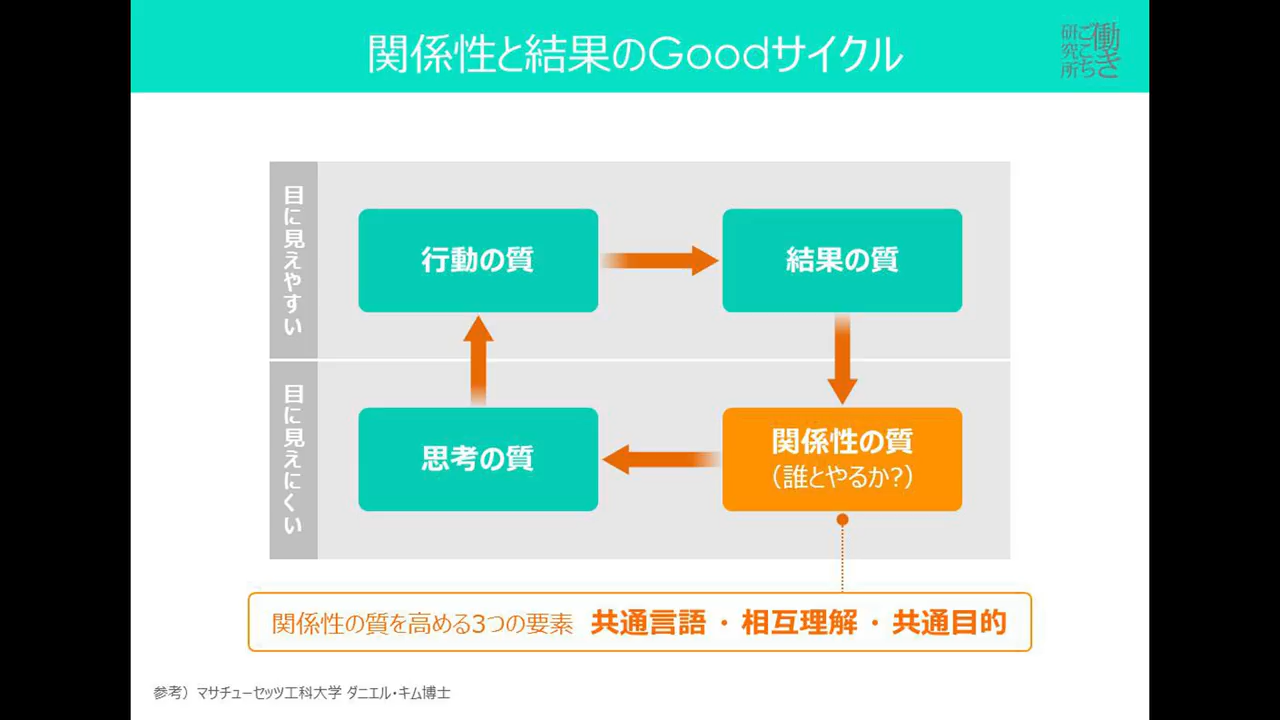 関係性と結果のGoodサイクル
働きごこち研究所
目に見えやすい
行動の質
結果の質
目に見えにくい
思考の質
関係性の質
（誰とやるか？）
関係性の質を高める3つの要素 共通言語・相互理解・共通目的
参考）マサチューセッツ工科大学 ダニエル・キム博士